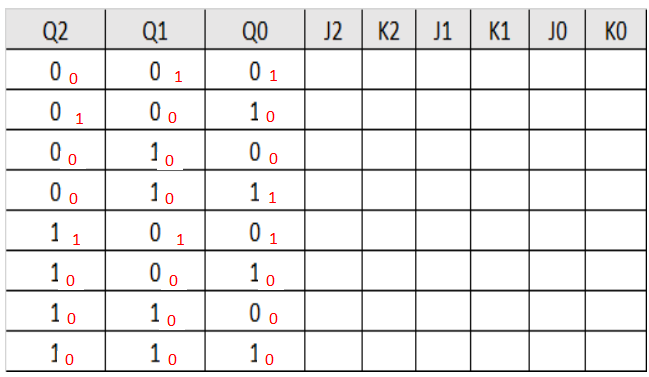 Q2 Q1 Q0 J2 K2 J1 K1 J0 K0
0 0 0 1 0 1
0 1 0 0 1 0
0 0 1 0 0 0
0 0 1 0 1 1
1 1 0 1 0 1
1 0 0 0 1 0
1 0 1 0 0 0
1 0 1 0 1 0